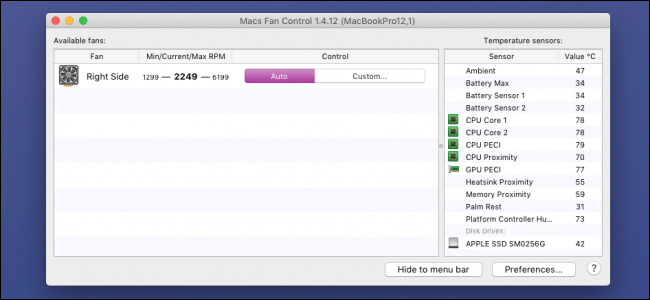 Macs Fan Control 1.4.12 (MacBookPro12,1)
Available fans:
Fan Min/Current/Max RPM Control
Right Side 1299 — 2249 — 6199 Auto Custom...
Temperature sensors:
Sensor Value °C
Ambient 47
Battery Max 34
Battery Sensor 1 34
Battery Sensor 2 32
CPU Core 1 78
CPU Core 2 78
CPU PECI 79
CPU Proximity 70
GPU PECI 77
Heatsink Proximity 55
Memory Proximity 59
Palm Rest 31
Platform Controller Hu... 73
Disk Drives:
APPLE SSD SM0256G 42
Hide to menu bar Preferences... ?